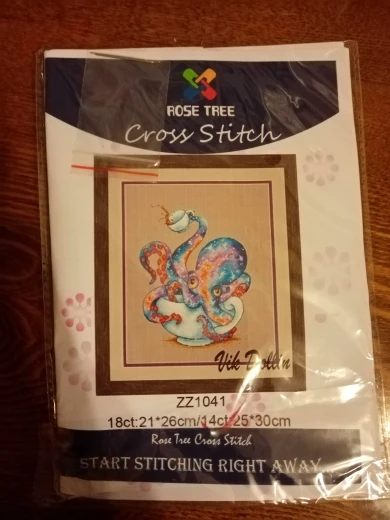 ROSE TREE
Cross Stitch
Vik Dollin
ZZ1041
18ct:21*26cm/14ct:25*30cm
Rose Tree Cross Stitch
START STITCHING RIGHT AWAY...